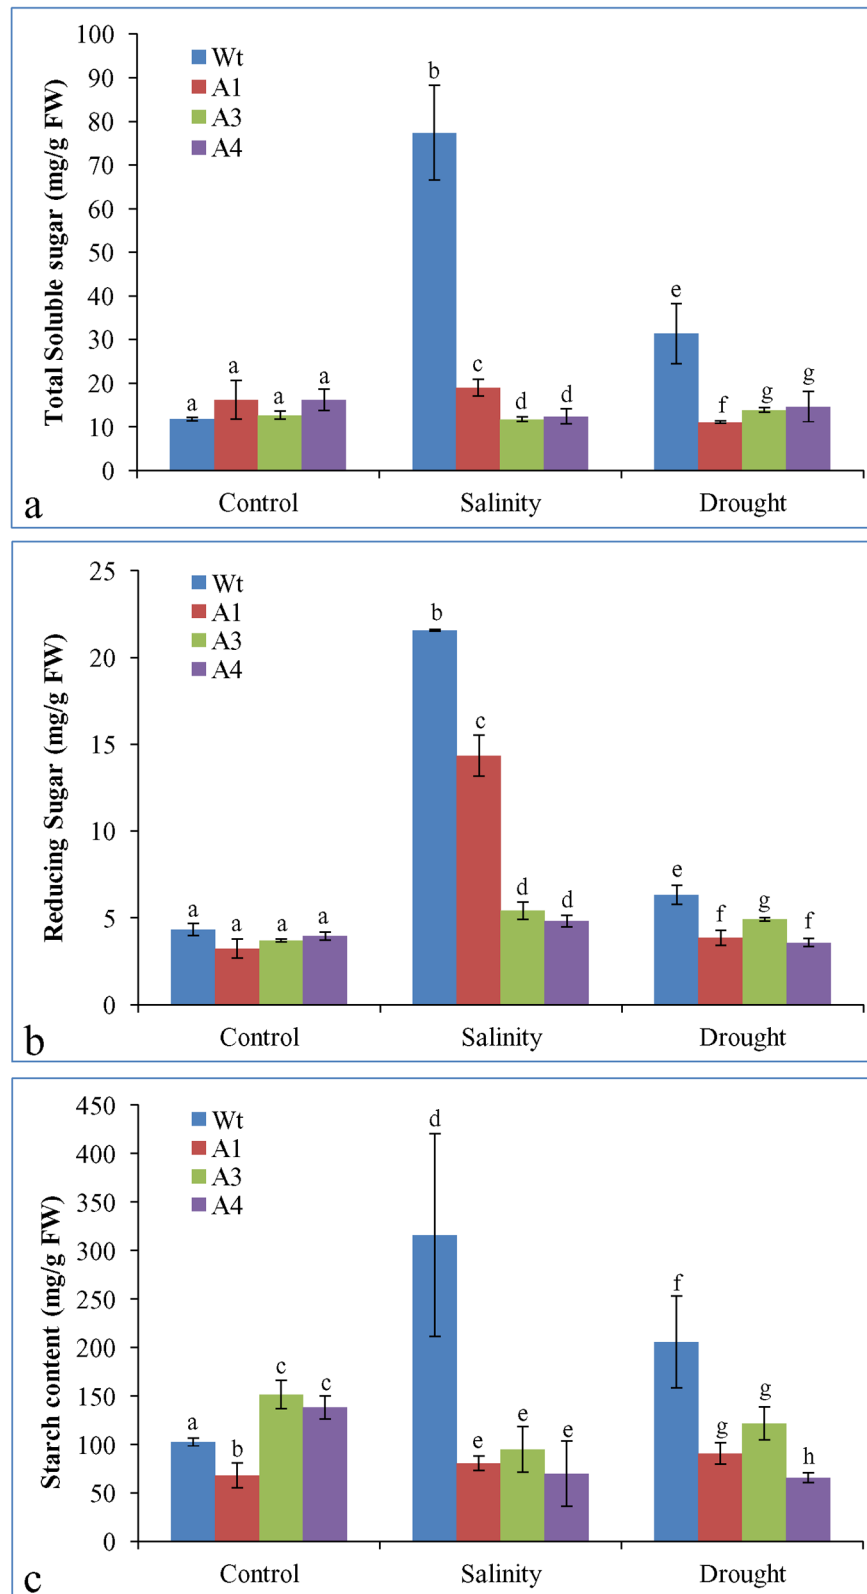 Total Soluble sugar (mg/g FW)
100
90
80
70
60
50
40
30
20
10
0
Wt
A1
A3
A4
a
a
a
a
b
c
d
d
e
f
g
g
Control
Salinity
Drought
a
Reducing Sugar (mg/g FW)
25
20
15
10
5
0
Wt
A1
A3
A4
a
a
a
a
b
c
d
d
e
f
g
f
Control
Salinity
Drought
b
Starch content (mg/g FW)
450
400
350
300
250
200
150
100
50
0
Wt
A1
A3
A4
a
b
c
c
d
e
e
e
f
g
g
h
Control
Salinity
Drought
c